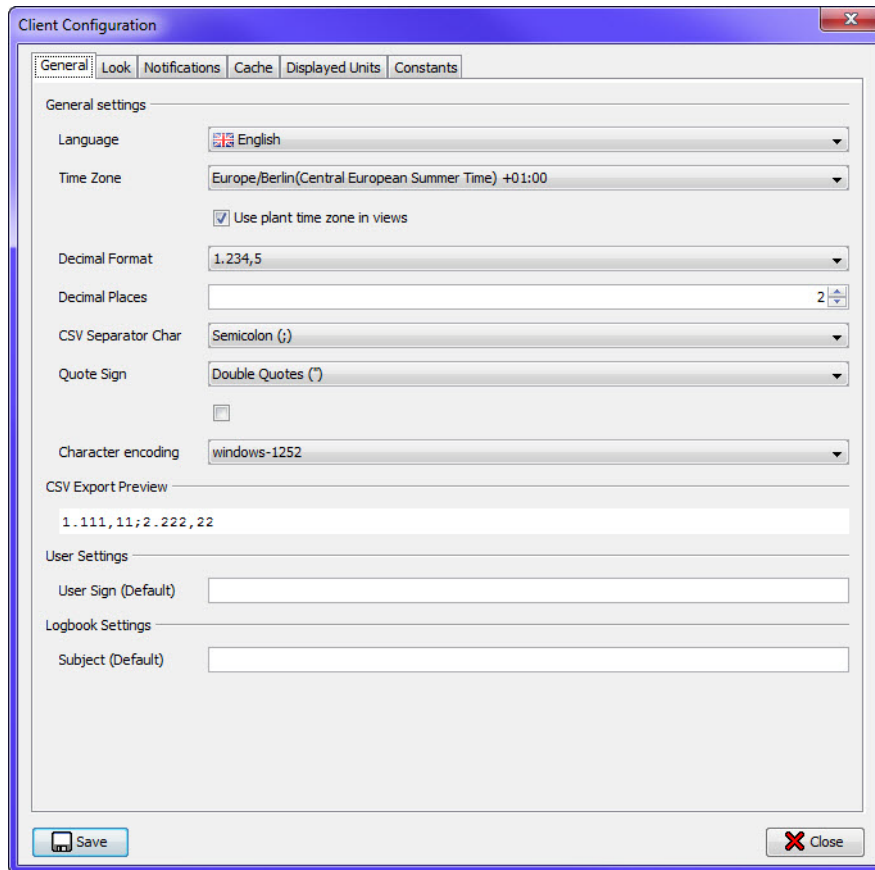 Client Configuration
General Look Notifications Cache Displayed Units Constants
General settings
Language English
Time Zone Europe/Berlin(Central European Summer Time) +01:00
Use plant time zone in views
Decimal Format 1.234,5
Decimal Places 2
CSV Separator Char Semicolon (;)
Quote Sign Double Quotes (")
Character encoding windows-1252
CSV Export Preview
1.111,11;2.222,22
User Settings
User Sign (Default)
Logbook Settings
Subject (Default)
Save Close